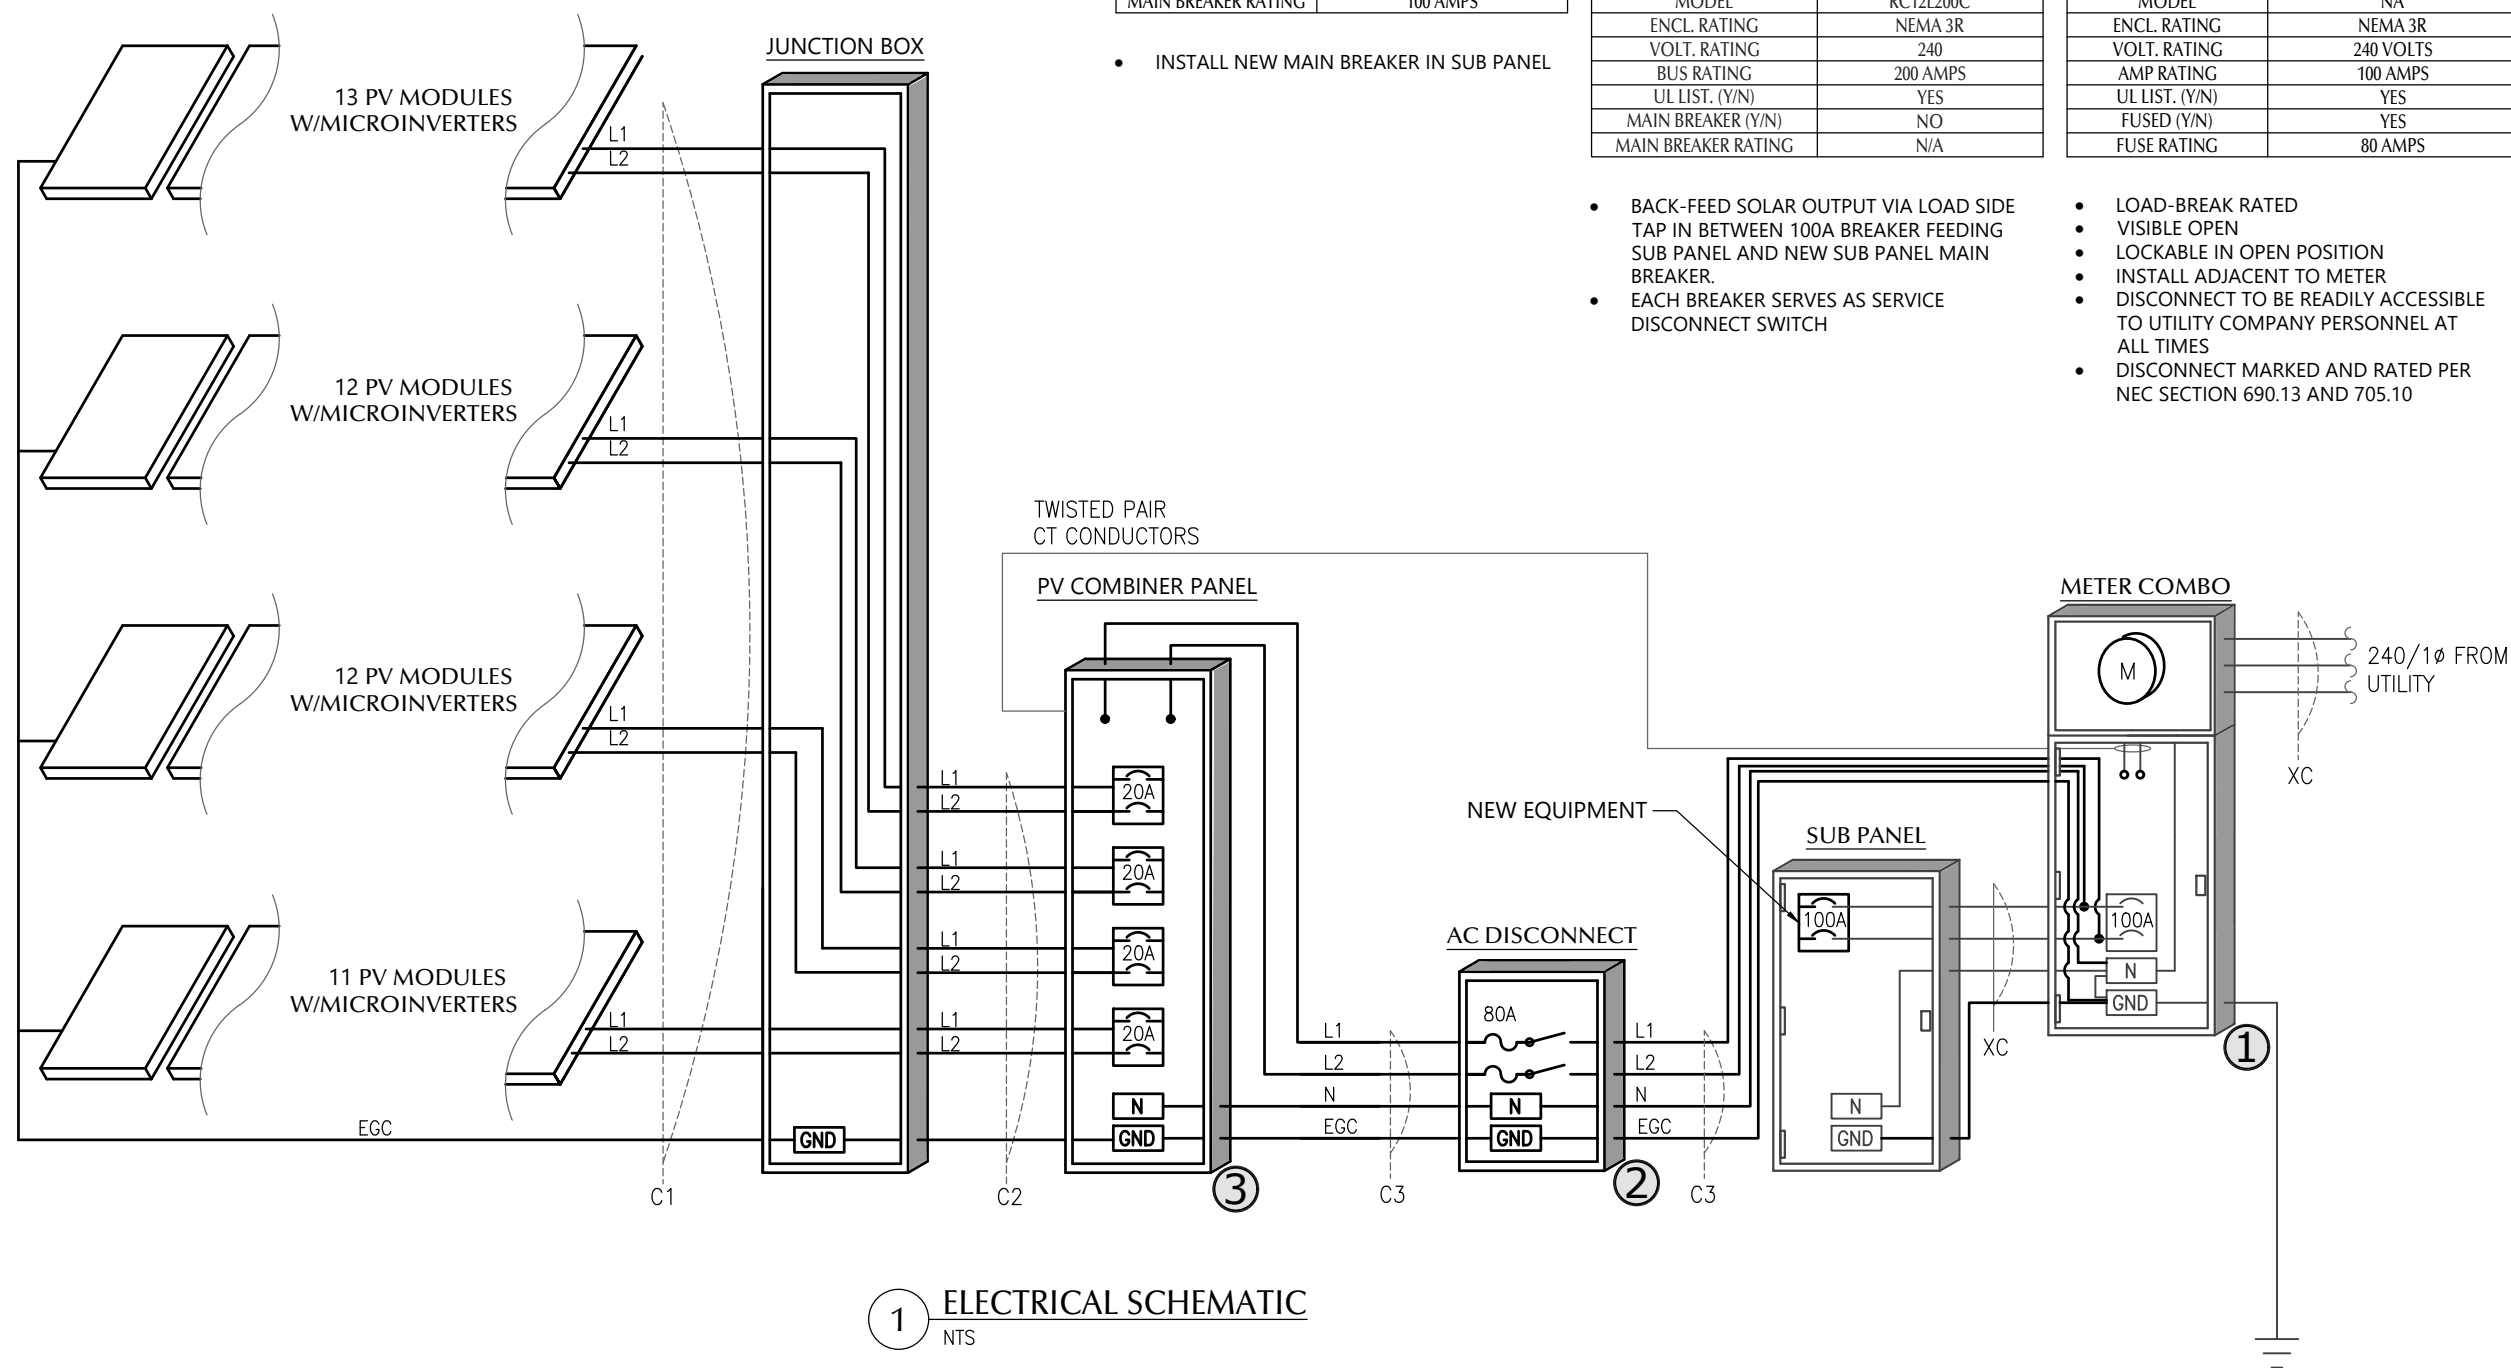 MAIN BREAKER RATING 100 AMPS
INSTALL NEW MAIN BREAKER IN SUB PANEL
MODEL RC12L200C
ENCL. RATING NEMA 3R
VOLT. RATING 240
BUS RATING 200 AMPS
UL LIST. (Y/N) YES
MAIN BREAKER (Y/N) NO
MAIN BREAKER RATING N/A
BACK-FEED SOLAR OUTPUT VIA LOAD SIDE
TAP IN BETWEEN 100A BREAKER FEEDING
SUB PANEL AND NEW SUB PANEL MAIN
BREAKER.
EACH BREAKER SERVES AS SERVICE
DISCONNECT SWITCH
MODEL NA
ENCL. RATING NEMA 3R
VOLT. RATING 240 VOLTS
AMP RATING 100 AMPS
UL LIST. (Y/N) YES
FUSED (Y/N) YES
FUSE RATING 80 AMPS
LOAD-BREAK RATED
VISIBLE OPEN
LOCKABLE IN OPEN POSITION
INSTALL ADJACENT TO METER
DISCONNECT TO BE READILY ACCESSIBLE
TO UTILITY COMPANY PERSONNEL AT
ALL TIMES
DISCONNECT MARKED AND RATED PER
NEC SECTION 690.13 AND 705.10
13 PV MODULES
W/MICROINVERTERS
L1
L2
12 PV MODULES
W/MICROINVERTERS
L1
L2
12 PV MODULES
W/MICROINVERTERS
L1
L2
11 PV MODULES
W/MICROINVERTERS
L1
L2
EGC
C1
JUNCTION BOX
GND
L1
L2
L1
L2
L1
L2
L1
L2
C2
TWISTED PAIR
CT CONDUCTORS
PV COMBINER PANEL
20A
20A
20A
20A
N
GND
3
L1
L2
N
EGC
C3
AC DISCONNECT
80A
N
GND
2
L1
L2
N
EGC
C3
NEW EQUIPMENT
SUB PANEL
100A
N
GND
XC
METER COMBO
M
100A
N
GND
1
240/1ø FROM
UTILITY
XC
1 ELECTRICAL SCHEMATIC
NTS